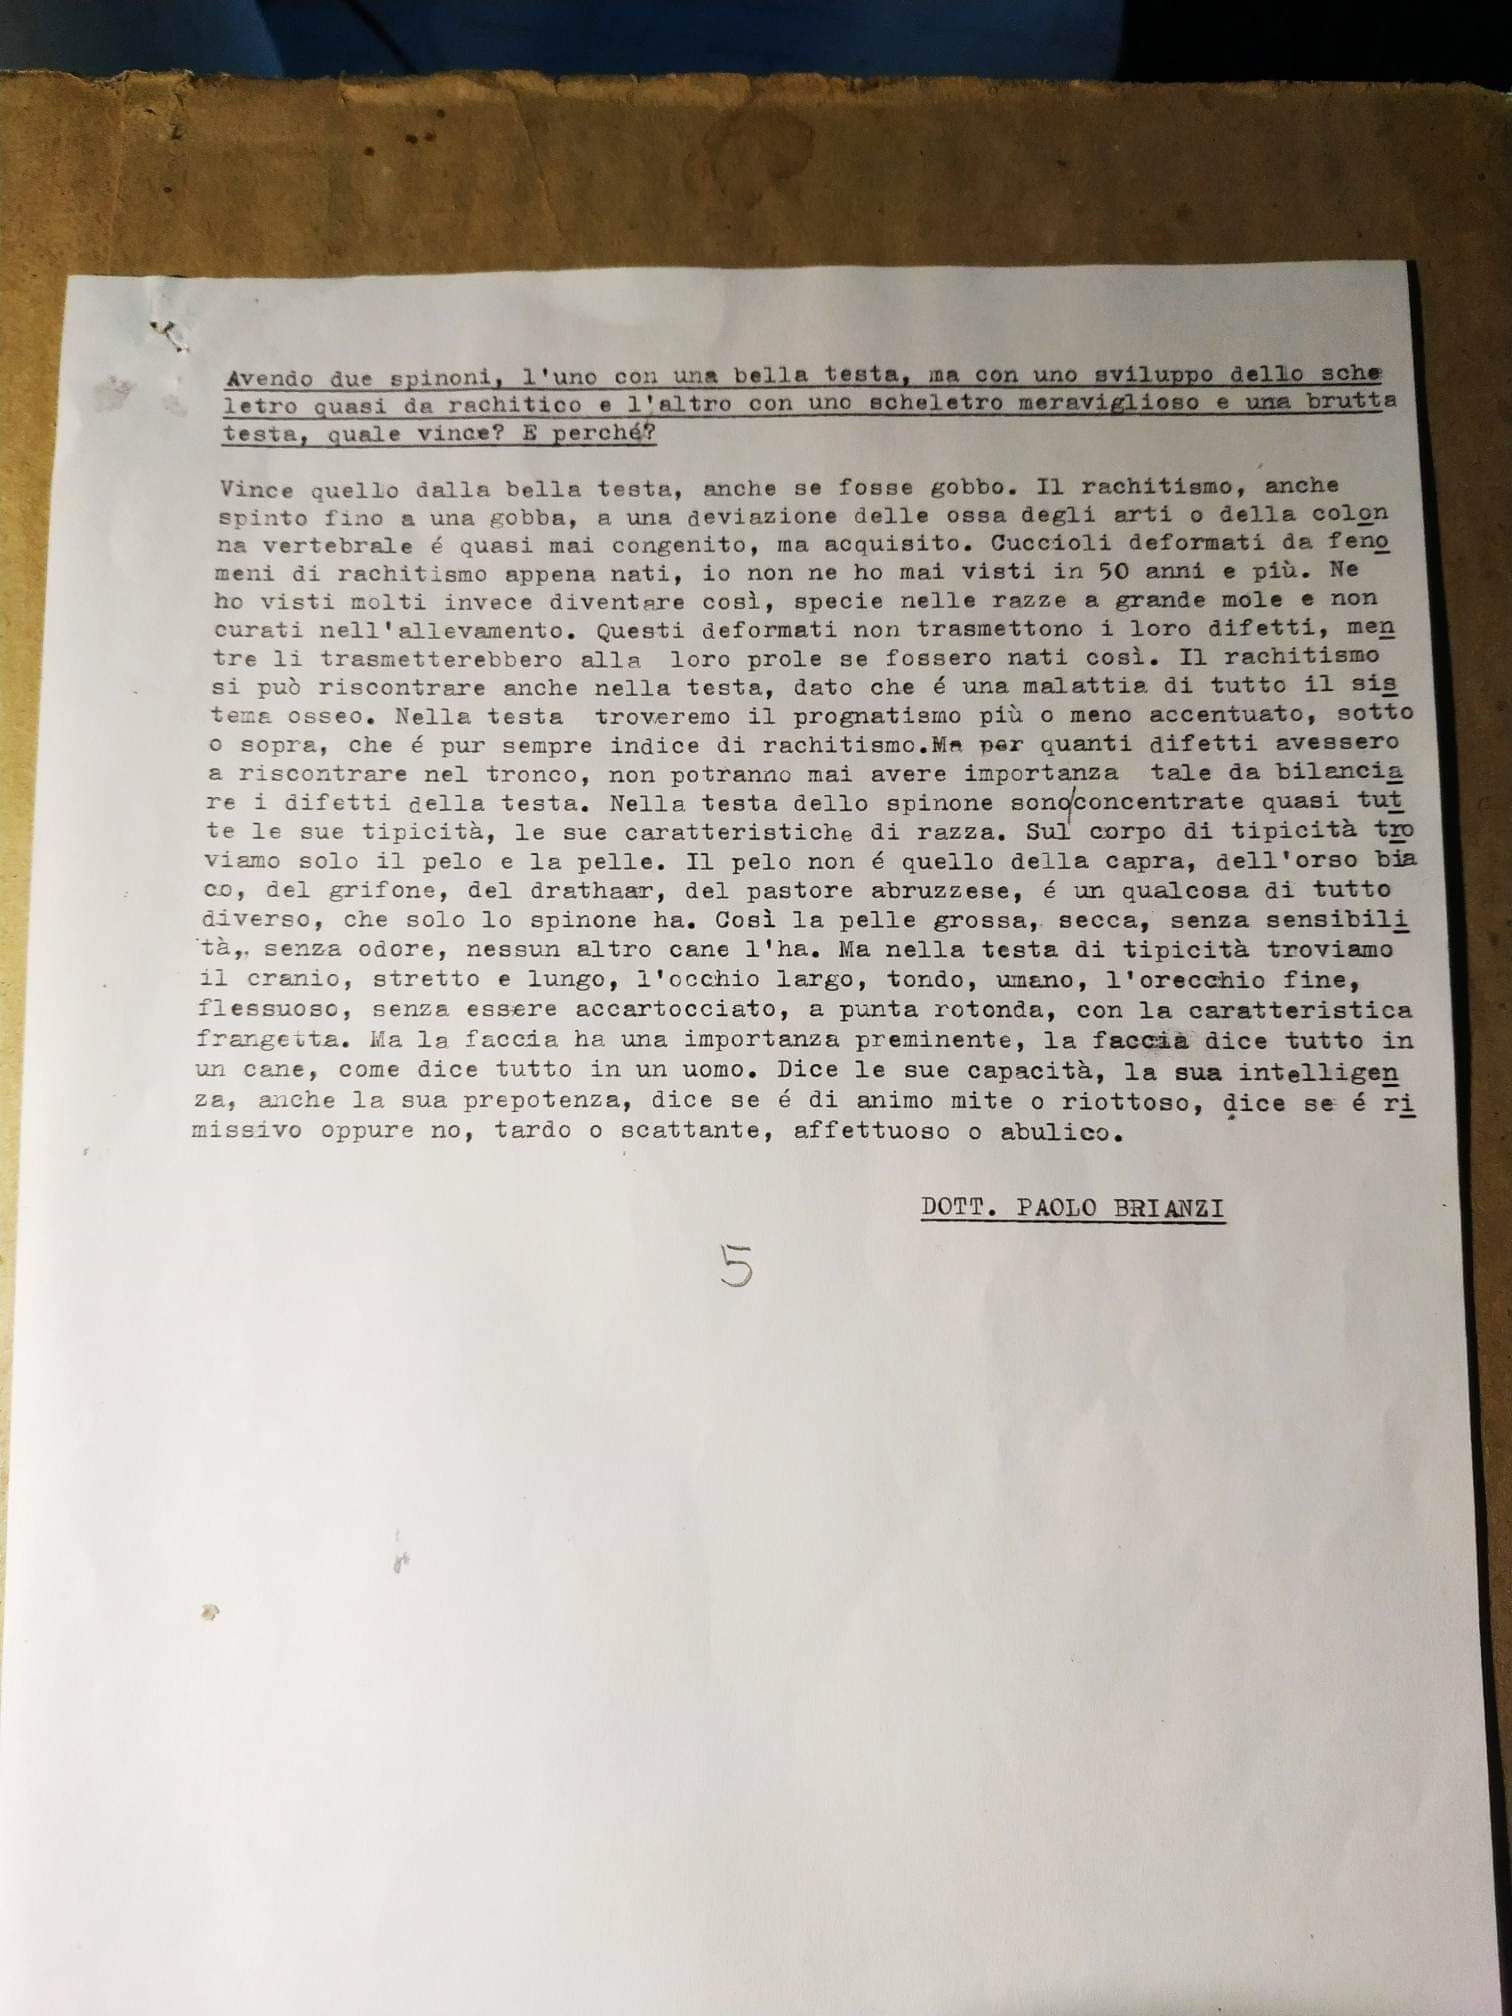 Avendo due spinoni, l'uno con una bella testa, ma con uno sviluppo dello sche
letro quasi da rachitico e l'altro con uno scheletro meraviglioso e una brutta
testa, quale vince? E perché?
Vince quello dalla bella testa, anche se fosse gobbo. Il rachitismo, anche
spinto fino a una gobba, a una deviazione delle ossa degli arti o della colon
na vertebrale é quasi mai congenito, ma acquisito. Cuccioli deformati da feno
meni di rachitismo appena nati, io non ne ho mai visti in 50 anni e più. Ne
ho visti molti invece diventare così, specie nelle razze a grande mole e non
curati nell'allevamento. Questi deformati non trasmettono i loro difetti, men
tre li trasmetterebbero alla loro prole se fossero nati così. Il rachitismo
si può riscontrare anche nella testa, dato che é una malattia di tutto il sis
tema osseo. Nella testa troveremo il prognatismo più o meno accentuato, sotto
o sopra, che é pur sempre indice di rachitismo.Ma per quanti difetti avessero
a riscontrare nel tronco, non potranno mai avere importanza tale da bilancia
re i difetti della testa. Nella testa dello spinone sono/concentrate quasi tut
te le sue tipicità, le sue caratteristiche di razza. Sul corpo di tipicità tro
viamo solo il pelo e la pelle. Il pelo non é quello della capra, dell'orso bia
co, del grifone, del drathaar, del pastore abruzzese, é un qualcosa di tutto
diverso, che solo lo spinone ha. Così la pelle grossa, secca, senza sensibili
tà, senza odore, nessun altro cane l'ha. Ma nella testa di tipicità troviamo
il cranio, stretto e lungo, l'occhio largo, tondo, umano, l'orecchio fine,
flessuoso, senza essere accartocciato, a punta rotonda, con la caratteristica
frangetta. Ma la faccia ha una importanza preminente, la faccia dice tutto in
un cane, come dice tutto in un uomo. Dice le sue capacità, la sua intelligen
za, anche la sua prepotenza, dice se é di animo mite o riottoso, dice se é ri
missivo oppure no, tardo o scattante, affettuoso o abulico.
DOTT. PAOLO BRIANZI
5